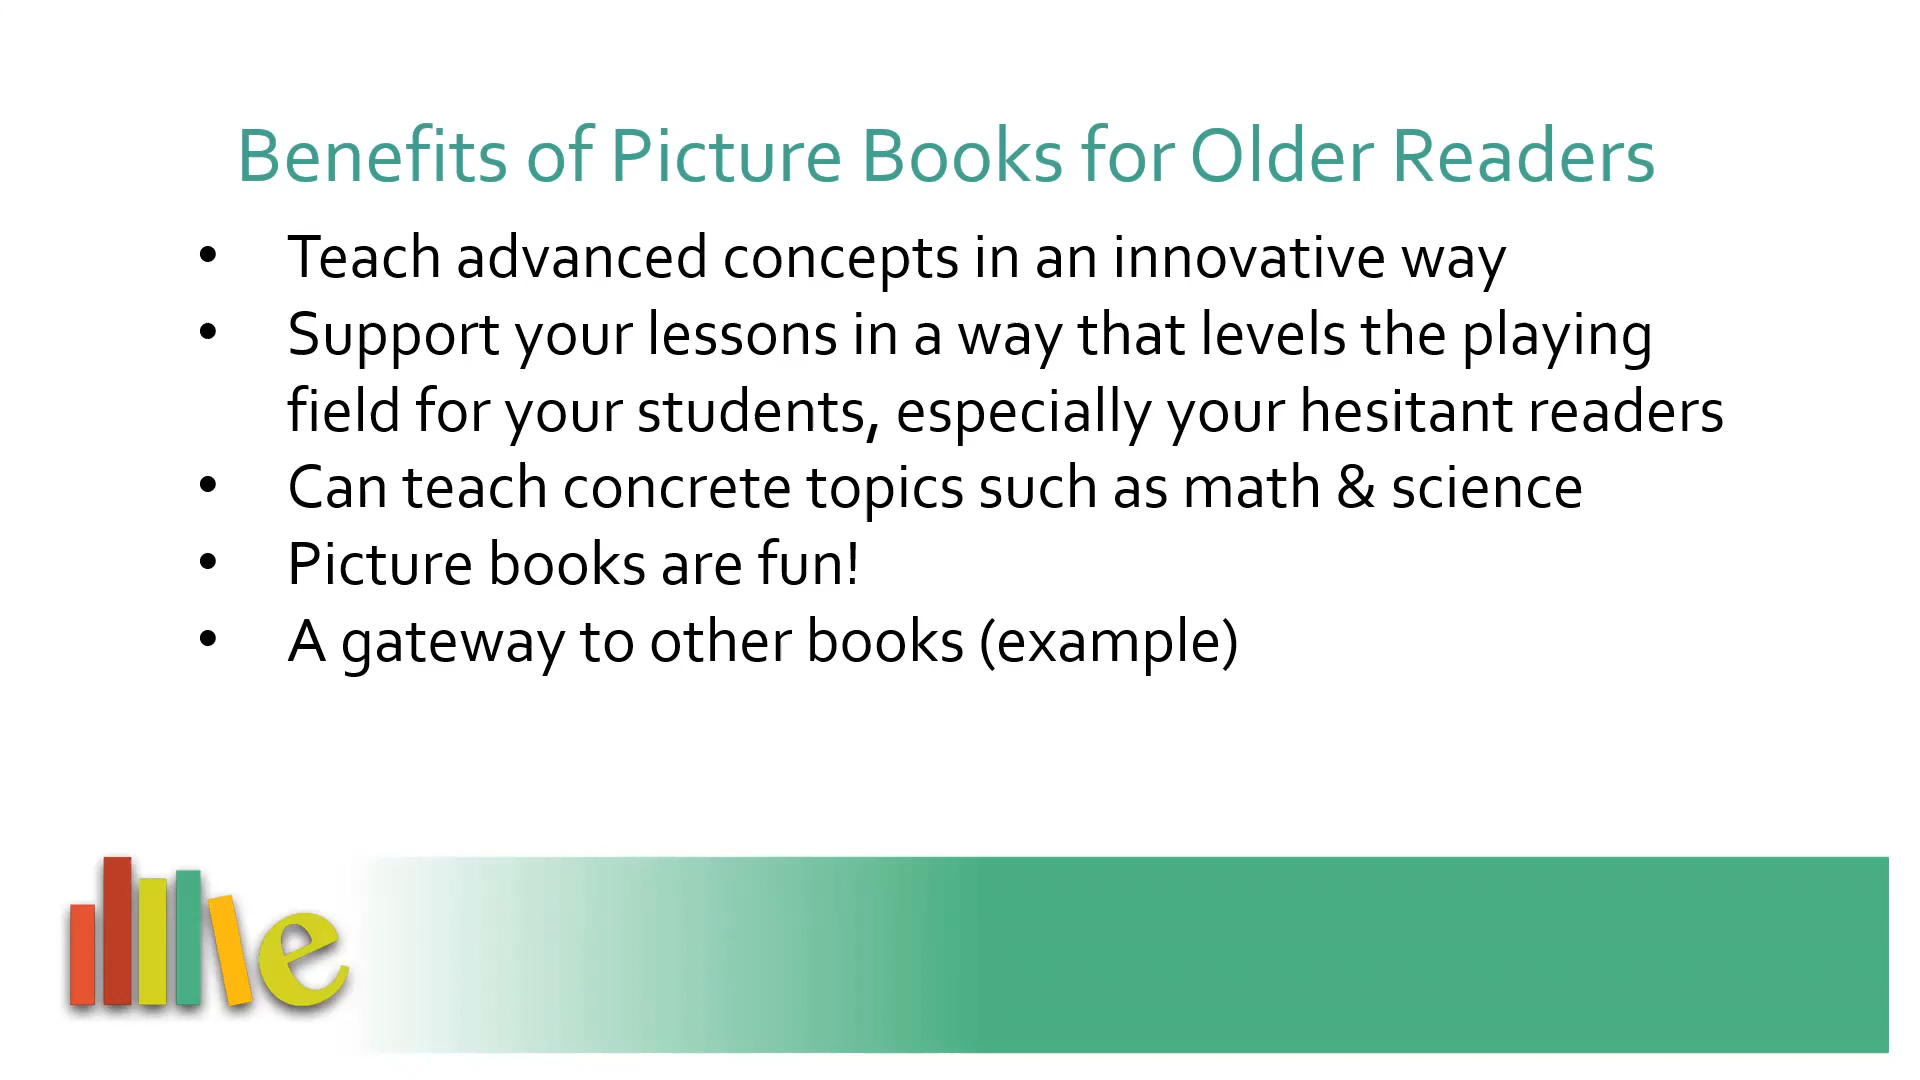 Benefits of Picture Books for Older Readers
• Teach advanced concepts in an innovative way
• Support your lessons in a way that levels the playing
field for your students, especially your hesitant readers
• Can teach concrete topics such as math & science
• Picture books are fun!
• A gateway to other books (example)
e